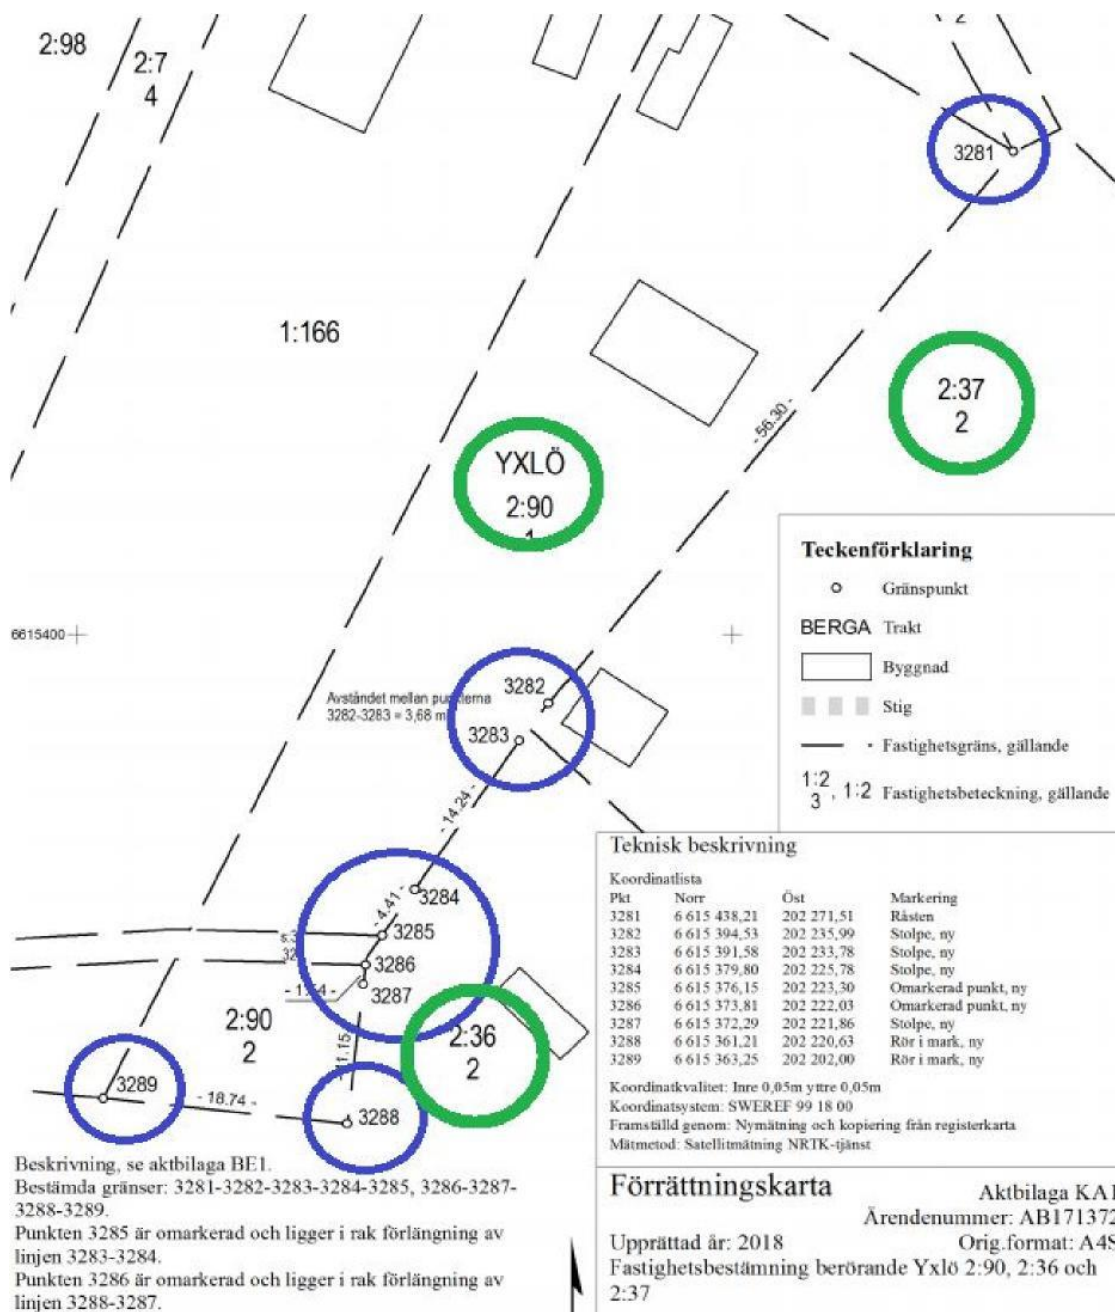 2:98
2:7
4
2
3281
1:166
2:37
2
- 56.30 -
YXLÖ
2:90
1
Teckenförklaring
Gränspunkt
BERGA Trakt
Byggnad
Stig
Fastighetsgräns, gällande
1:2
3 , 1:2 Fastighetsbeteckning, gällande
6615400
3282
Avståndet mellan punkterna
3282-3283 = 3,68 m
3283
- 14.24 -
3284
- 4.41 -
3285
3286
3287
2:90
2
2:36
2
3289
- 18.74 -
3288
Teknisk beskrivning
Koordinatlista
Pkt Norr Öst Markering
3281 6 615 438,21 202 271,51 Råsten
3282 6 615 394,53 202 235,99 Stolpe, ny
3283 6 615 391,58 202 233,78 Stolpe, ny
3284 6 615 379,80 202 225,78 Stolpe, ny
3285 6 615 376,15 202 223,30 Omarkerad punkt, ny
3286 6 615 373,81 202 222,03 Omarkerad punkt, ny
3287 6 615 372,29 202 221,86 Stolpe, ny
3288 6 615 361,21 202 220,63 Rör i mark, ny
3289 6 615 363,25 202 202,00 Rör i mark, ny
Koordinatkvalitet: Inre 0,05m yttre 0,05m
Koordinatsystem: SWEREF 99 18 00
Framställd genom: Nymätning och kopiering från registerkarta
Mätmetod: Satellitmätning NRTK-tjänst
Beskrivning, se aktbilaga BE1.
Bestämda gränser: 3281-3282-3283-3284-3285, 3286-3287-
3288-3289.
Punkten 3285 är omarkerad och ligger i rak förlängning av
linjen 3283-3284.
Punkten 3286 är omarkerad och ligger i rak förlängning av
linjen 3288-3287.
Förrättningskarta
Aktbilaga KA1
Ärendenummer: AB171372
Upprättad år: 2018 Orig.format: A4S
Fastighetsbestämning berörande Yxlö 2:90, 2:36 och
2:37